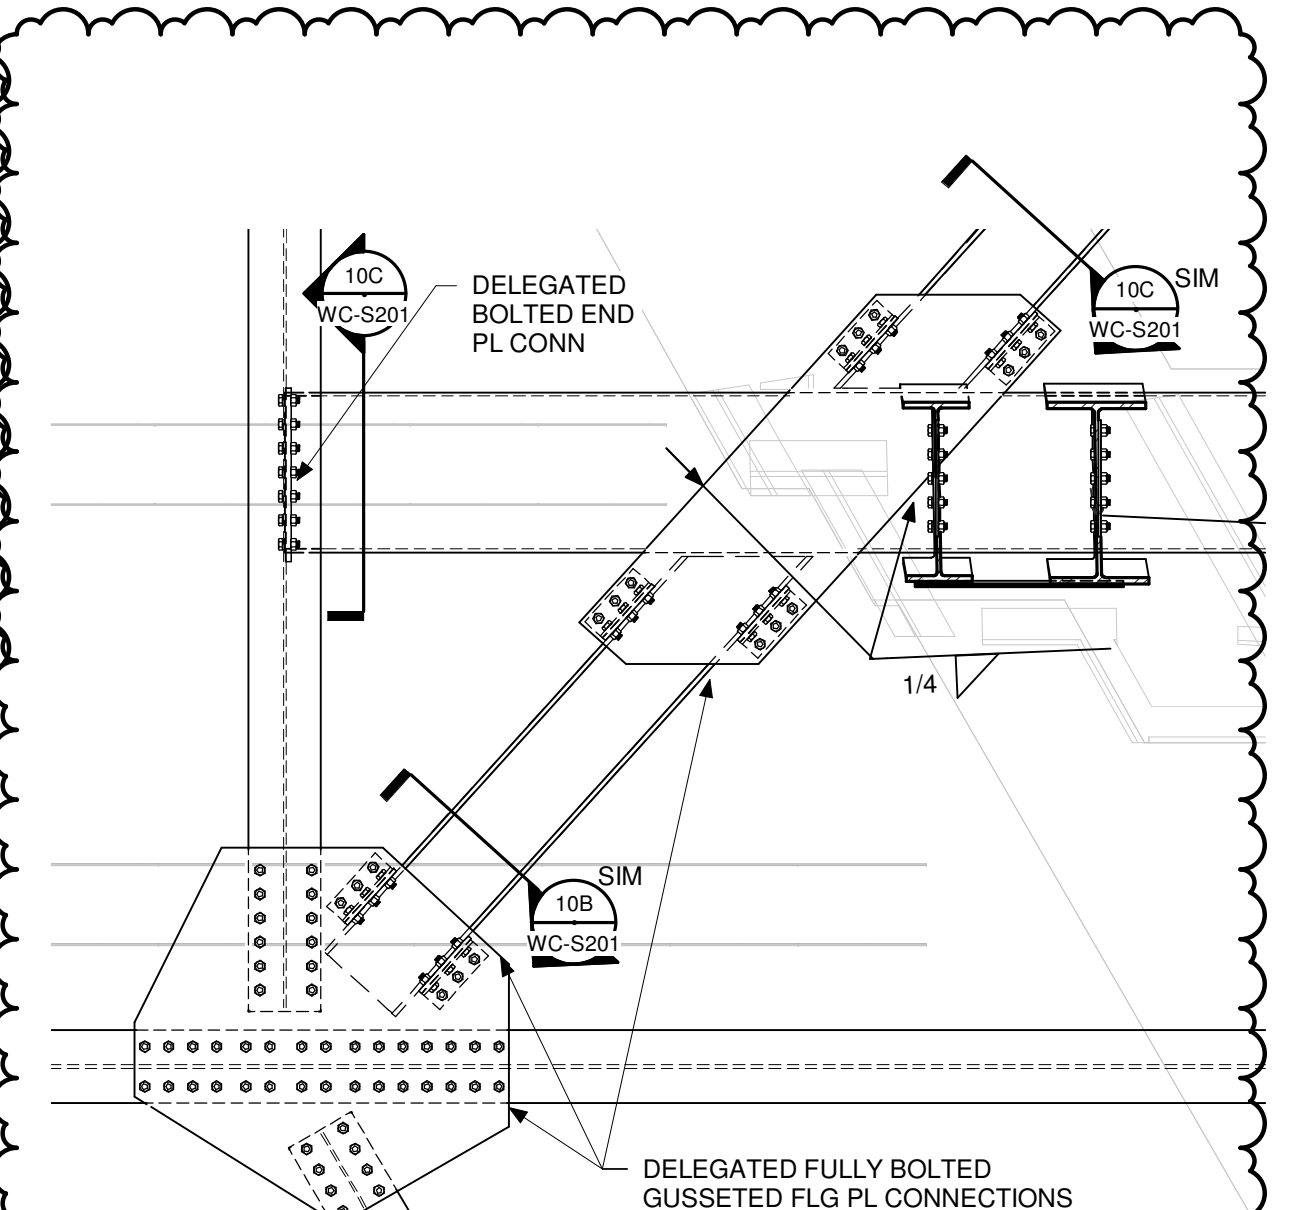 10C
WC-S201
DELEGATED
BOLTED END
PL CONN
10C
SIM
WC-S201
1/4
SIM
10B
WC-S201
DELEGATED FULLY BOLTED
GUSSETED FLG PL CONNECTIONS